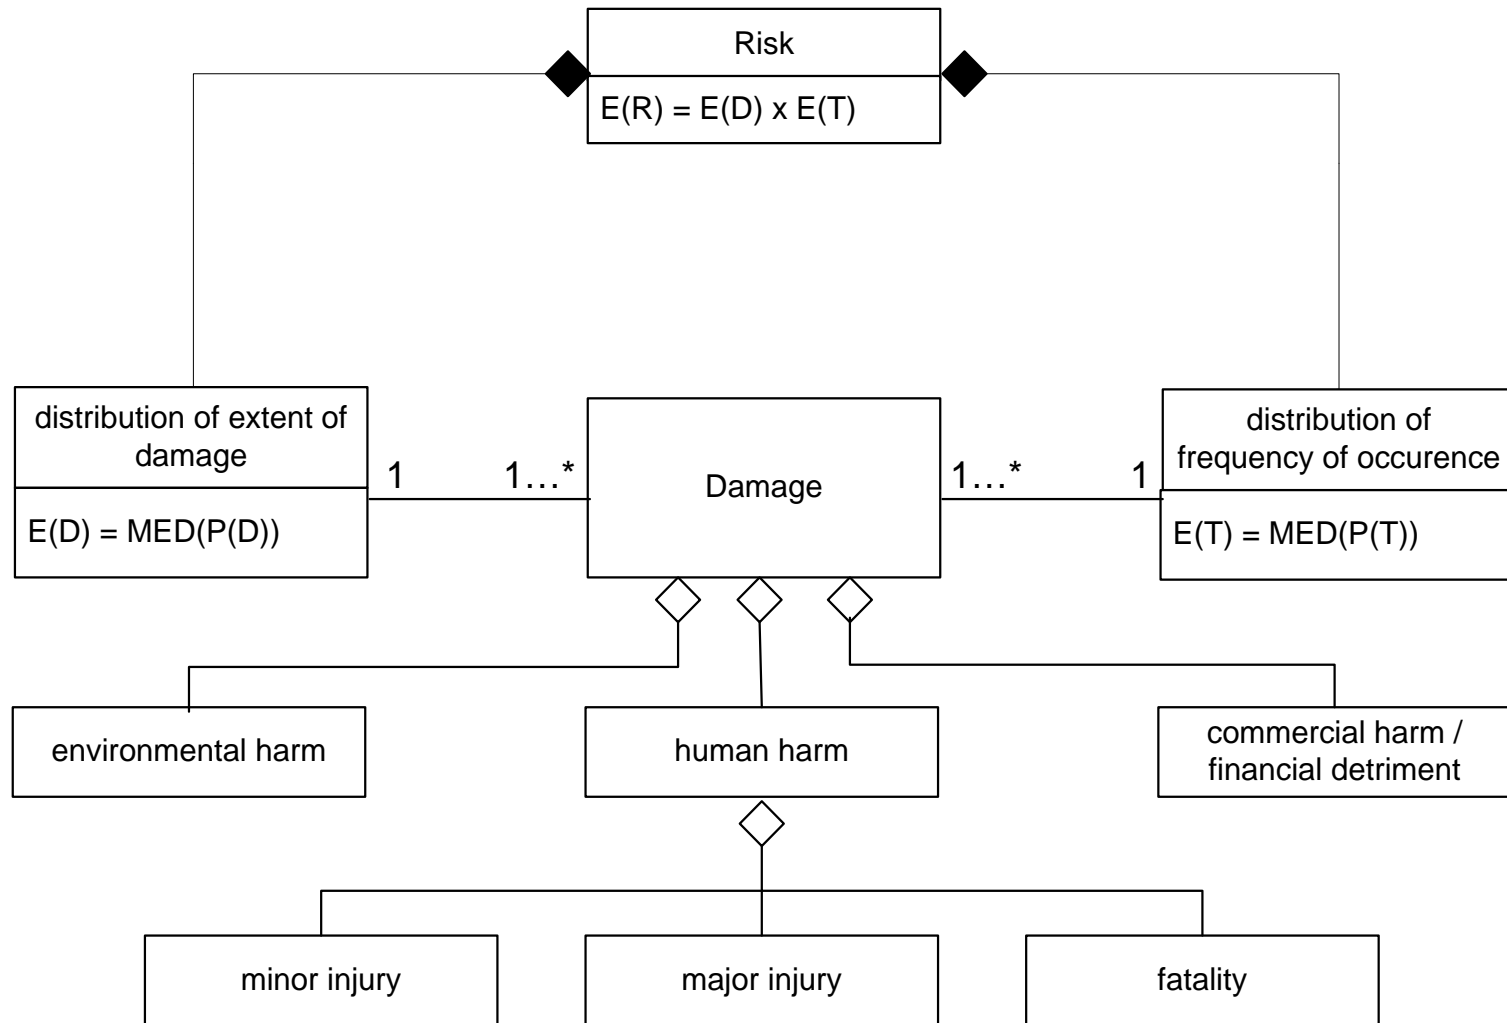 Risk
E(R) = E(D) x E(T)
distribution of extent of
damage
E(D) = MED(P(D))
1
1...*
Damage
1...*
1
distribution of
frequency of occurence
E(T) = MED(P(T))
environmental harm
human harm
commercial harm /
financial detriment
minor injury
major injury
fatality